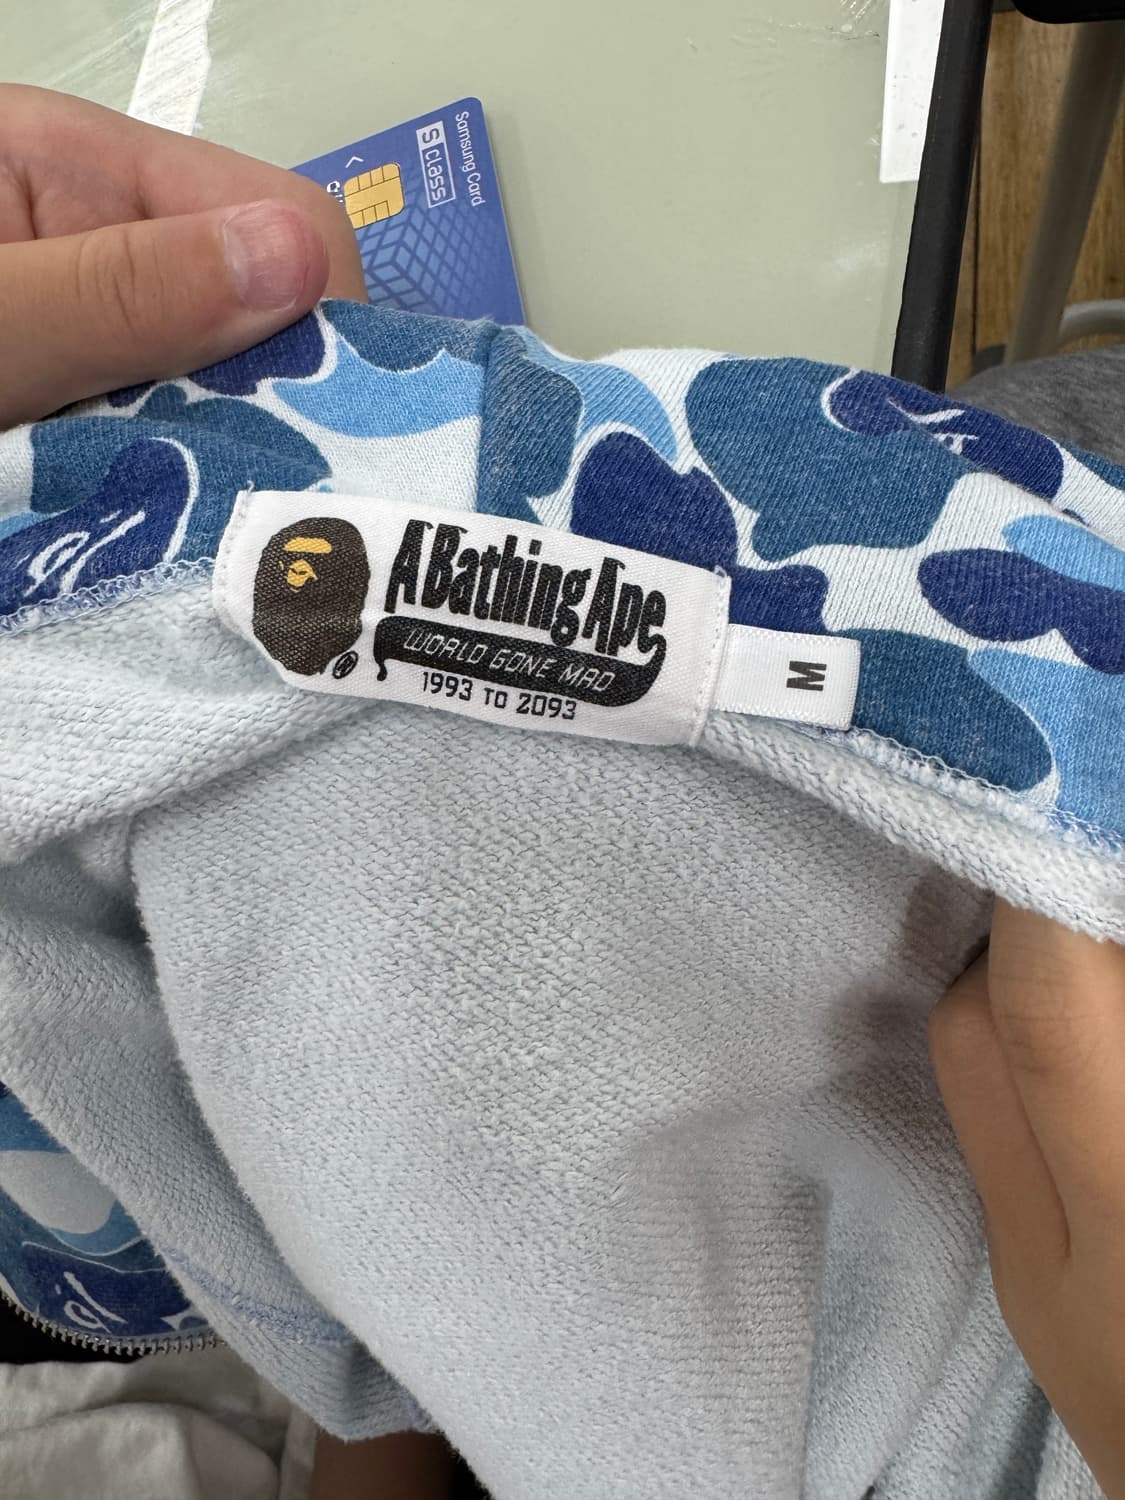 Samsung Card
S class
A Bathing Ape
WORLD GONE MAD
1993 TO 2093
®
M